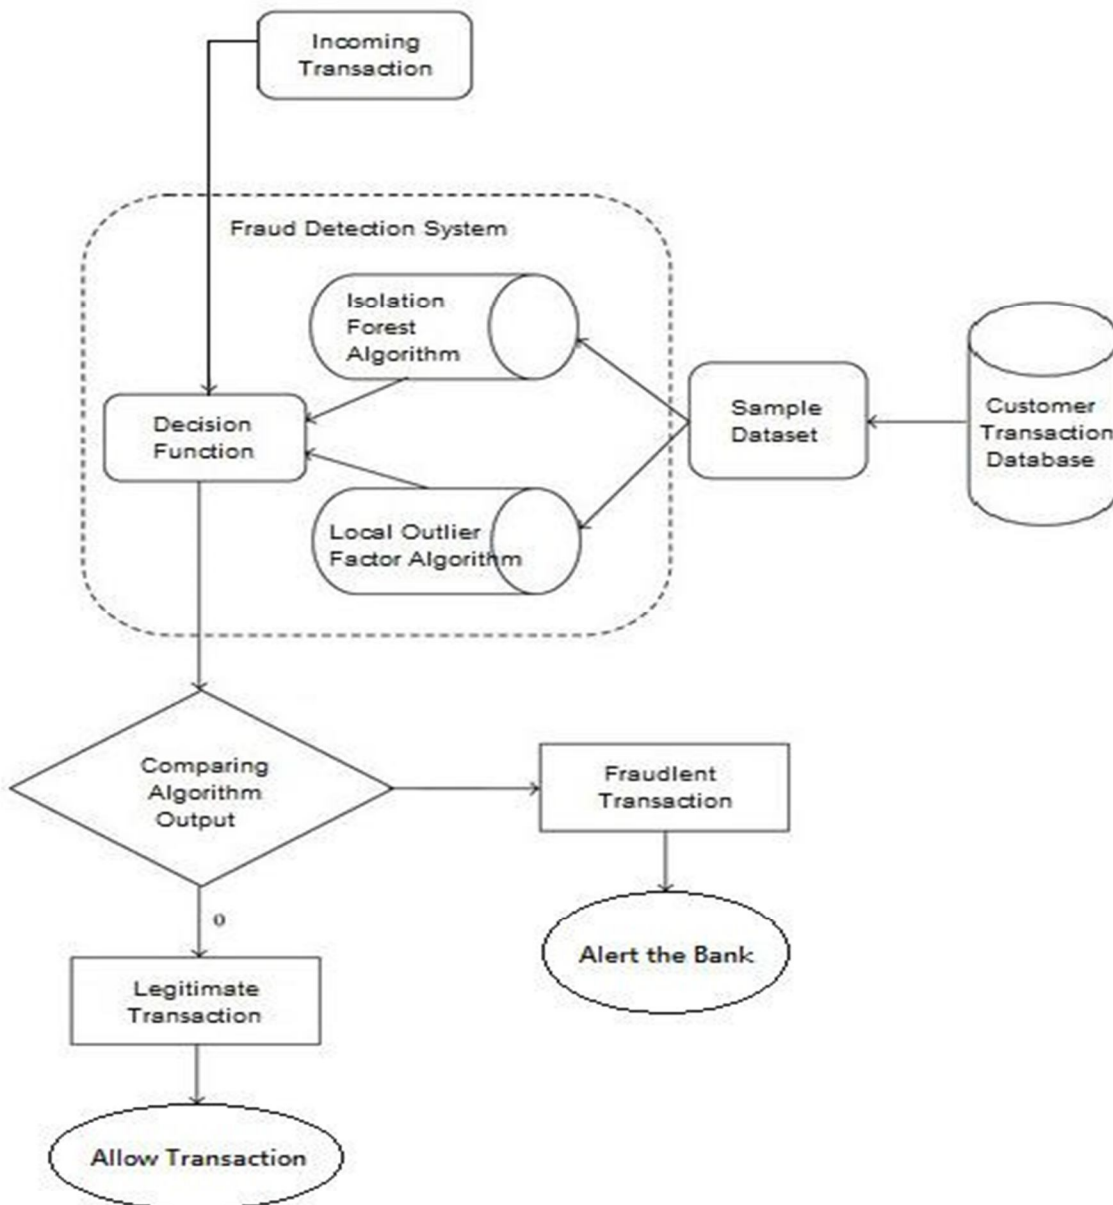 Incoming
Transaction
Fraud Detection System
Isolation
Forest
Algorithm
Decision
Function
Sample
Dataset
Customer
Transaction
Database
Local Outlier
Factor Algorithm
Comparing
Algorithm
Output
Fraudlent
Transaction
0
Alert the Bank
Legitimate
Transaction
Allow Transaction